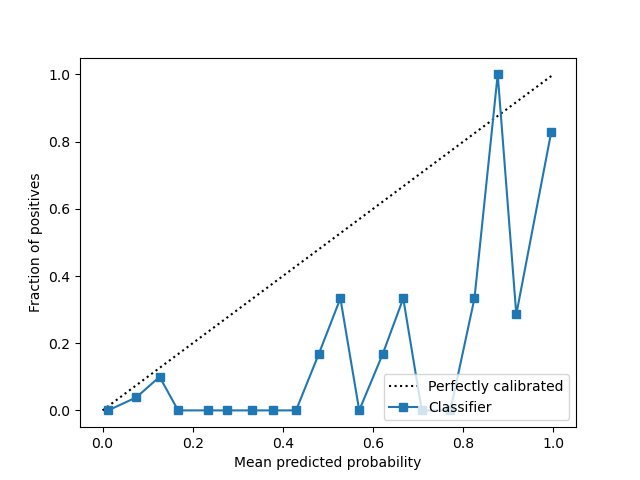 1.0
0.8
0.6
0.4
0.2
0.0
Fraction of positives
Perfectly calibrated
Classifier
0.0 0.2 0.4 0.6 0.8 1.0
Mean predicted probability